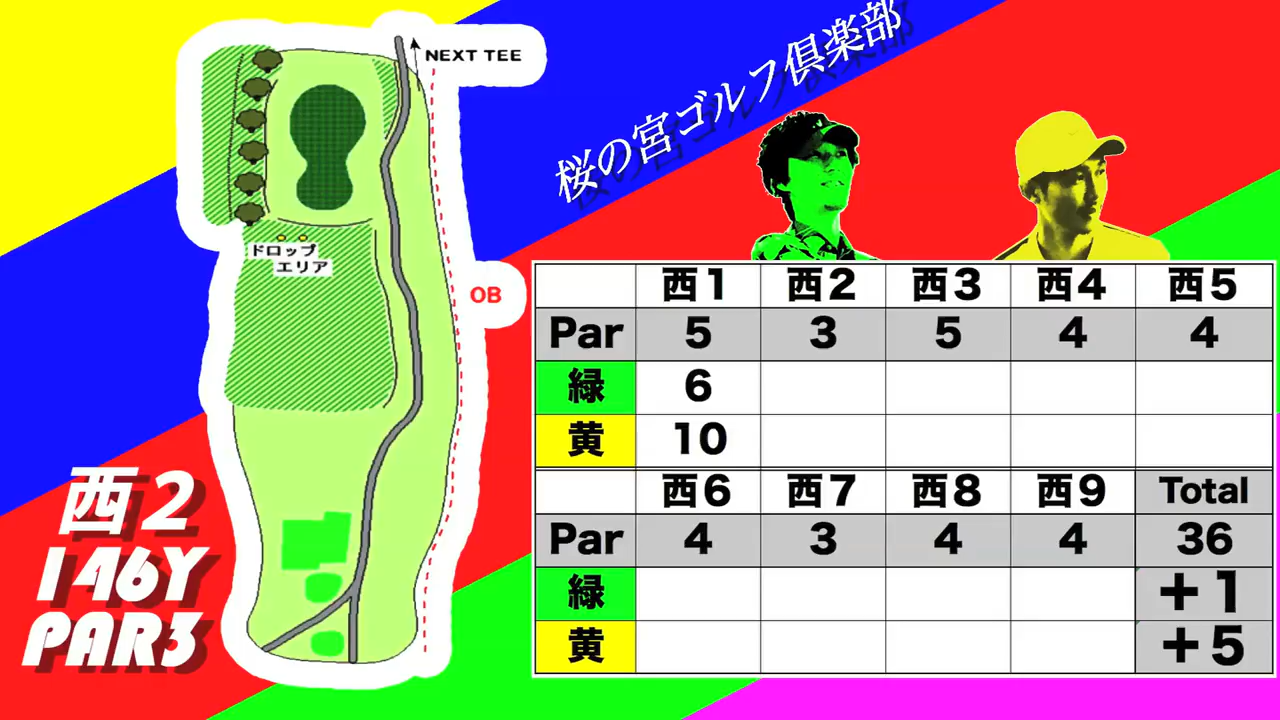 NEXT TEE
桜の宮ゴルフ倶楽部
ドロップ
エリア
OB
西2
146Y
PAR3
西1 西2 西3 西4 西5
Par 5 3 5 4 4
緑 6
黄 10
西6 西7 西8 西9 Total
Par 4 3 4 4 36
緑 +1
黄 +5